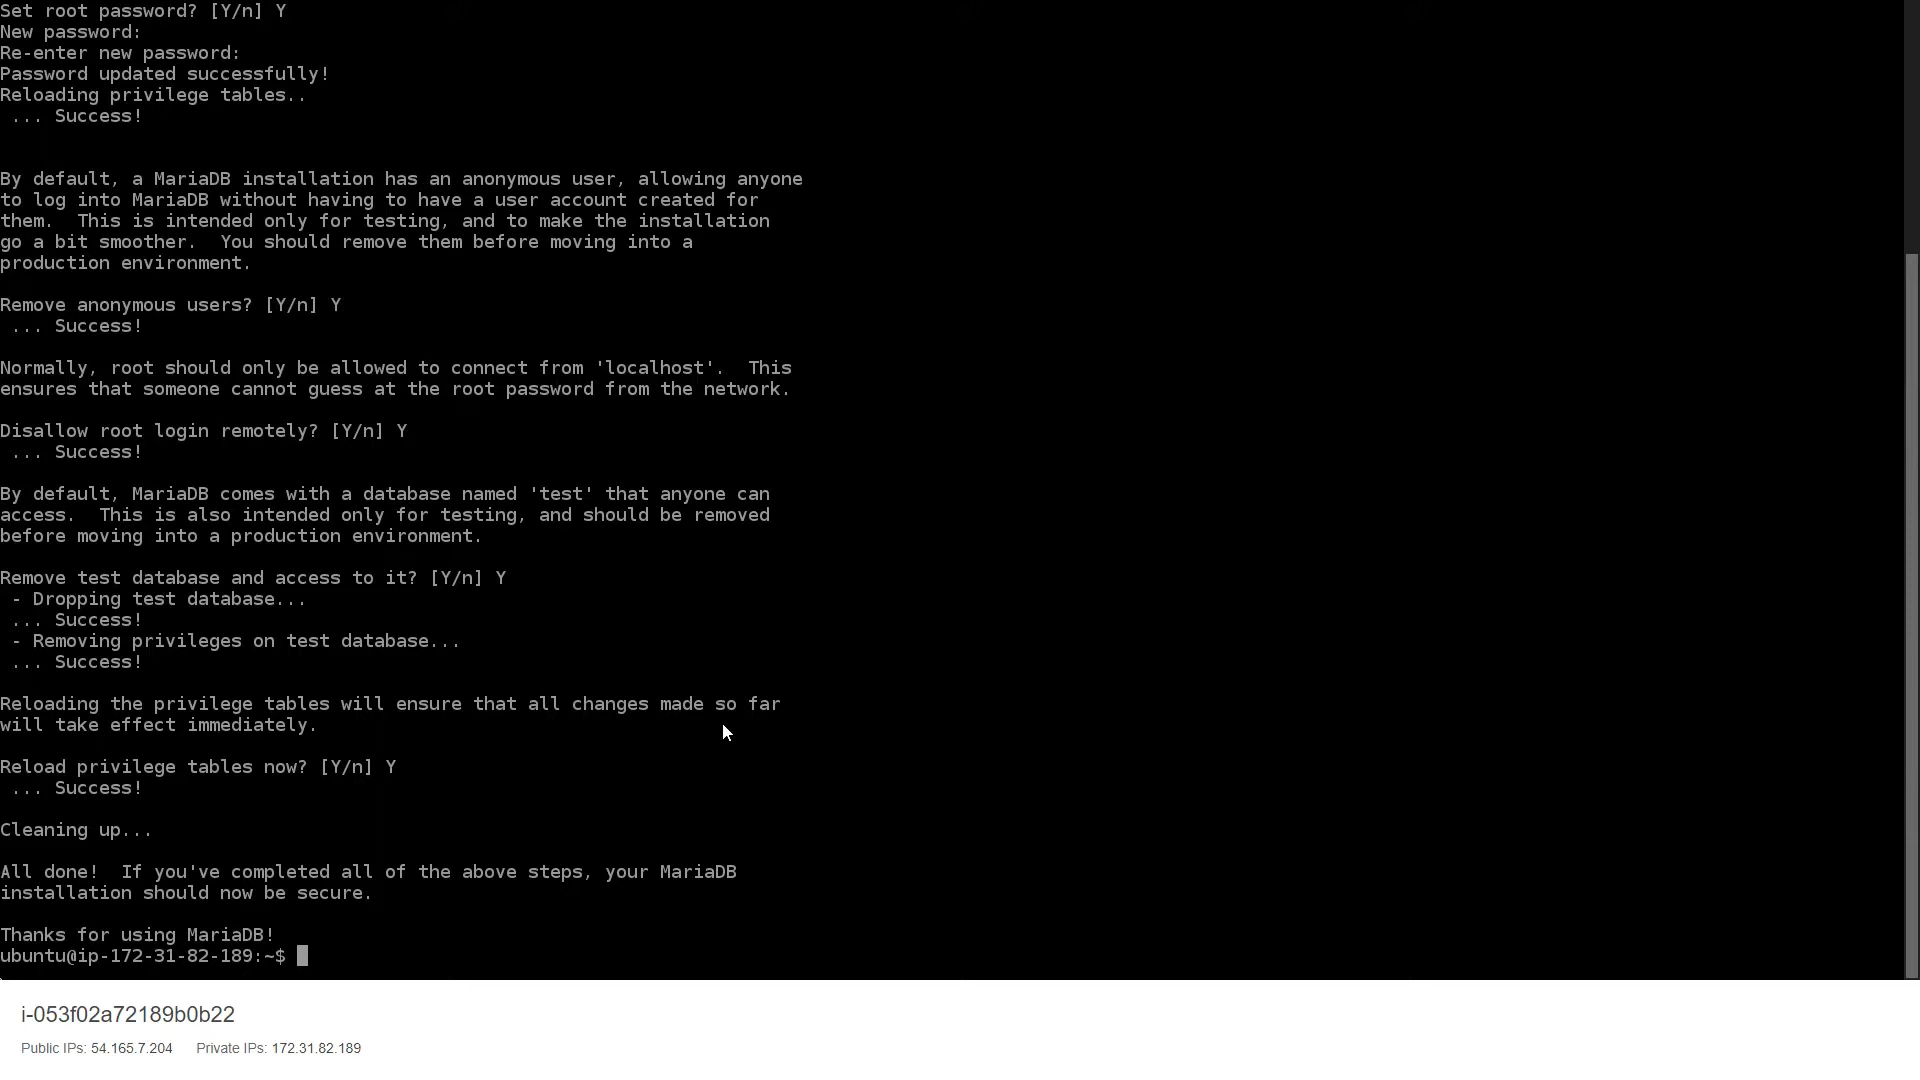 Set root password? [Y/n] Y
New password:
Re-enter new password:
Password updated successfully!
Reloading privilege tables..
 ... Success!
By default, a MariaDB installation has an anonymous user, allowing anyone
to log into MariaDB without having to have a user account created for
them.  This is intended only for testing, and to make the installation
go a bit smoother.  You should remove them before moving into a
production environment.
Remove anonymous users? [Y/n] Y
 ... Success!
Normally, root should only be allowed to connect from 'localhost'.  This
ensures that someone cannot guess at the root password from the network.
Disallow root login remotely? [Y/n] Y
 ... Success!
By default, MariaDB comes with a database named 'test' that anyone can
access.  This is also intended only for testing, and should be removed
before moving into a production environment.
Remove test database and access to it? [Y/n] Y
 - Dropping test database...
 ... Success!
 - Removing privileges on test database...
 ... Success!
Reloading the privilege tables will ensure that all changes made so far
will take effect immediately.
Reload privilege tables now? [Y/n] Y
 ... Success!
Cleaning up...
All done!  If you've completed all of the above steps, your MariaDB
installation should now be secure.
Thanks for using MariaDB!
ubuntu@ip-172-31-82-189:~$
i-053f02a72189b0b22
Public IPs: 54.165.7.204 Private IPs: 172.31.82.189